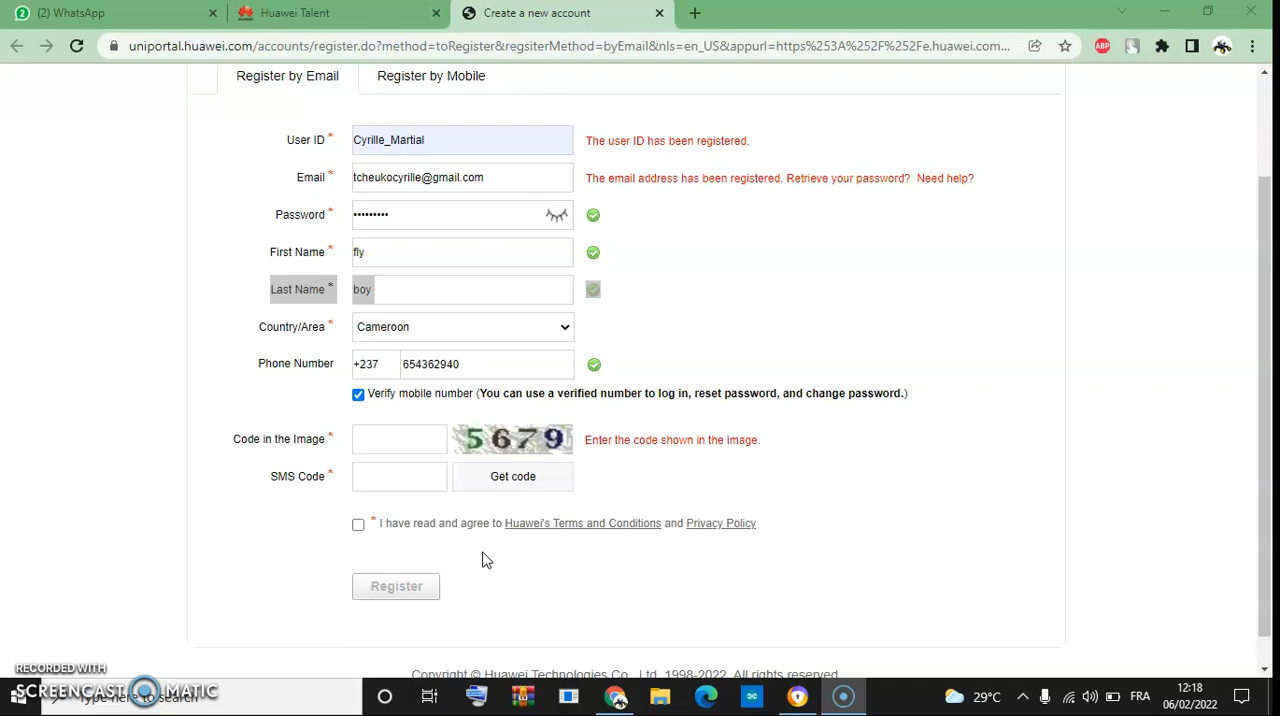 (2) WhatsApp
Huawei Talent
Create a new account
uniportal.huawei.com/accounts/register.do?method=toRegister&regsiterMethod=byEmail&nls=en_US&appurl=https%253A%252F%252Fe.huawei.com...
ABP
Register by Email
Register by Mobile
User ID *
Cyrille_Martial
The user ID has been registered.
Email *
tcheukocyrille@gmail.com
The email address has been registered. Retrieve your password? Need help?
Password *
•••••••••
First Name *
fly
Last Name *
boy
Country/Area *
Cameroon
Phone Number
+237
654362940
Verify mobile number (You can use a verified number to log in, reset password, and change password.)
Code in the Image *
5679
Enter the code shown in the image.
SMS Code *
Get code
* I have read and agree to Huawei's Terms and Conditions and Privacy Policy
Register
Copyright © Huawei Technologies Co., Ltd. 1998-2022. All rights reserved.
RECORDED WITH
SCREENCAST-O-MATIC
Type here to search
29°C
FRA
12:18
06/02/2022